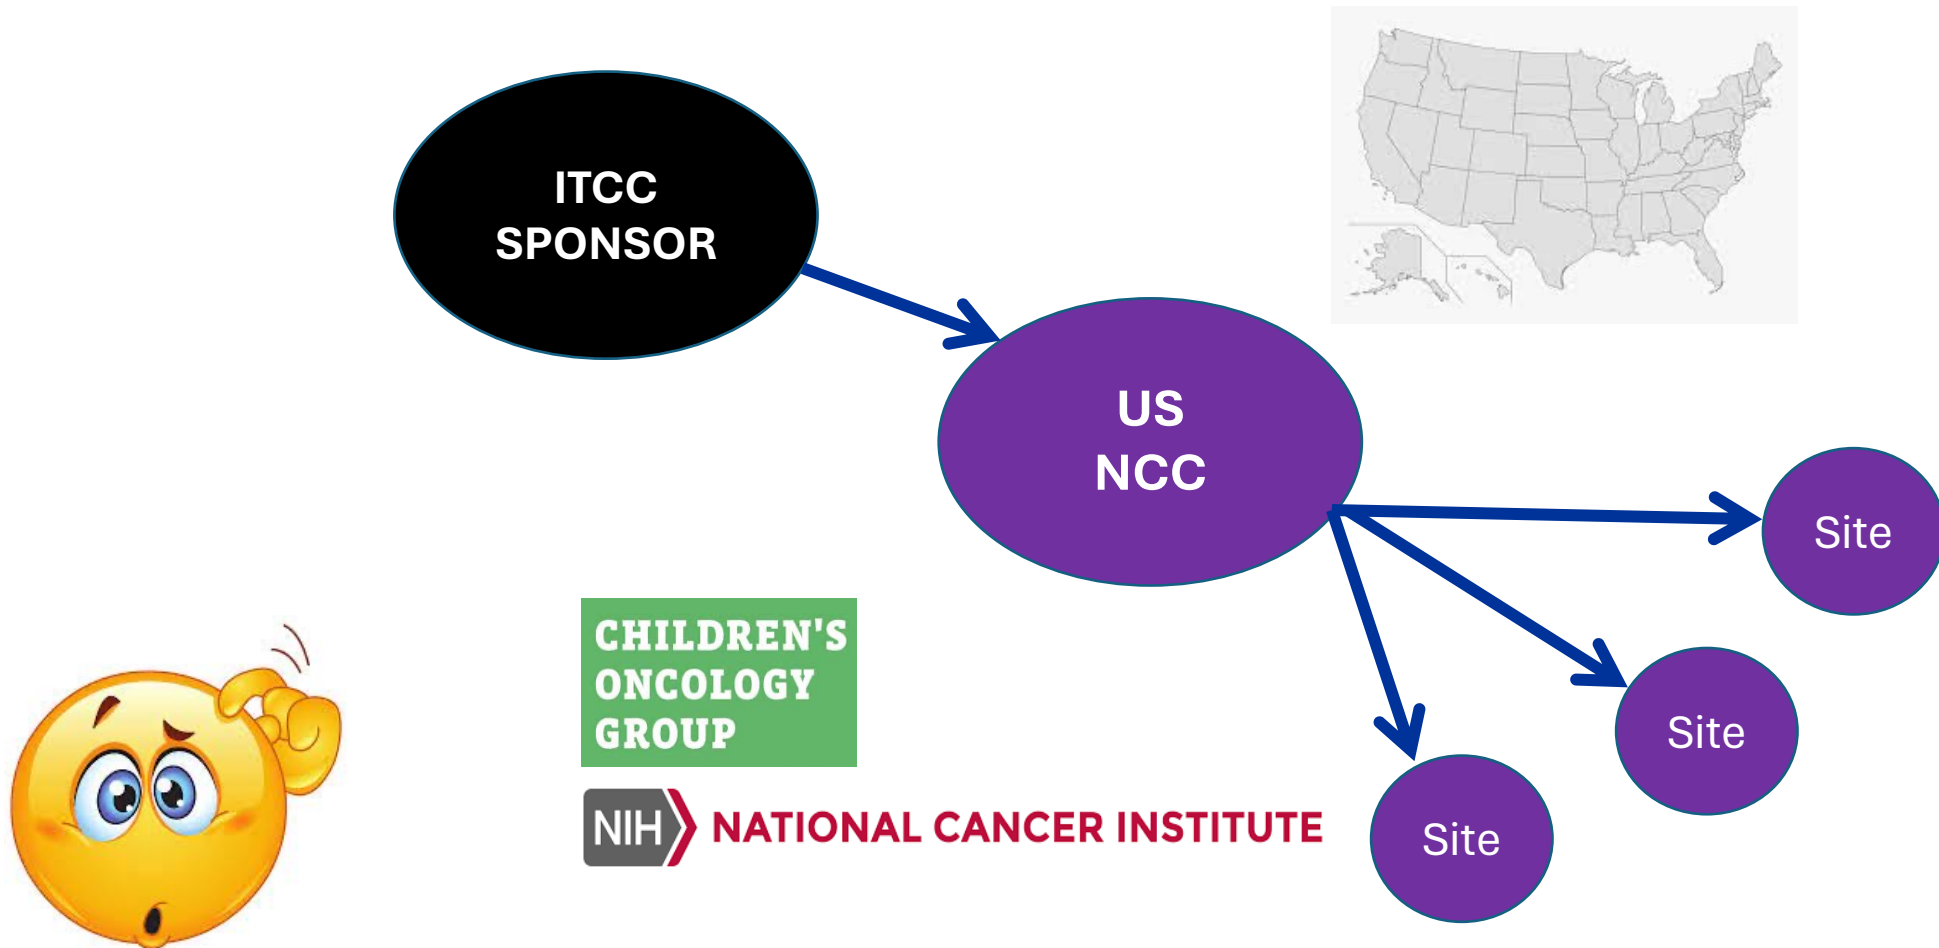 ITCC
SPONSOR
US
NCC
Site
Site
Site
CHILDREN'S
ONCOLOGY
GROUP
NIH NATIONAL CANCER INSTITUTE